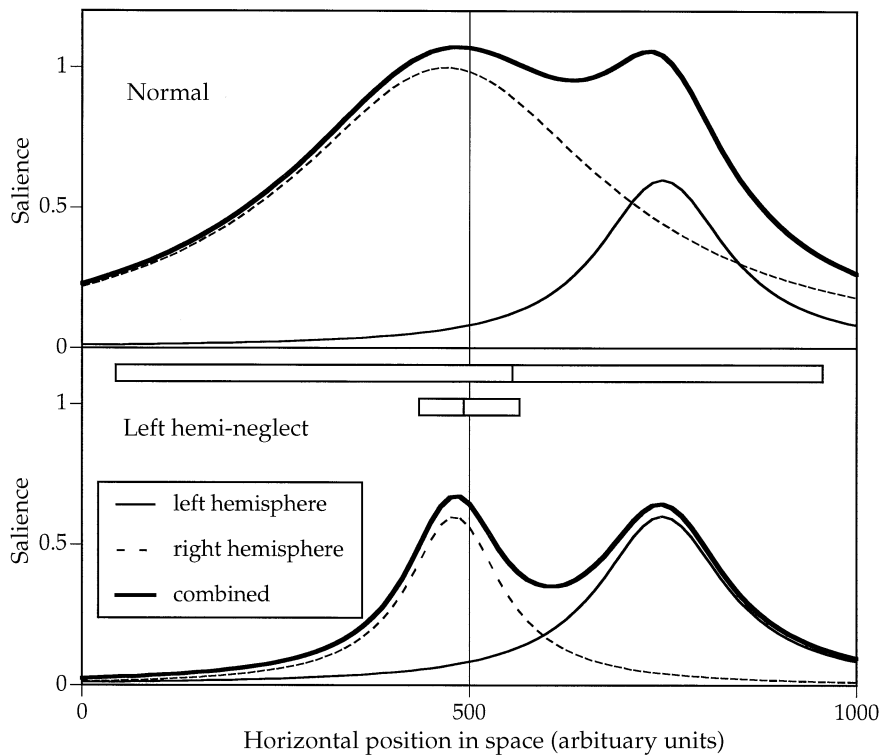 1
Normal
Salience
0.5
0
1
Left hemi-neglect
left hemisphere
Salience
0.5
right hemisphere
combined
0
0
500
1000
Horizontal position in space (arbituary units)